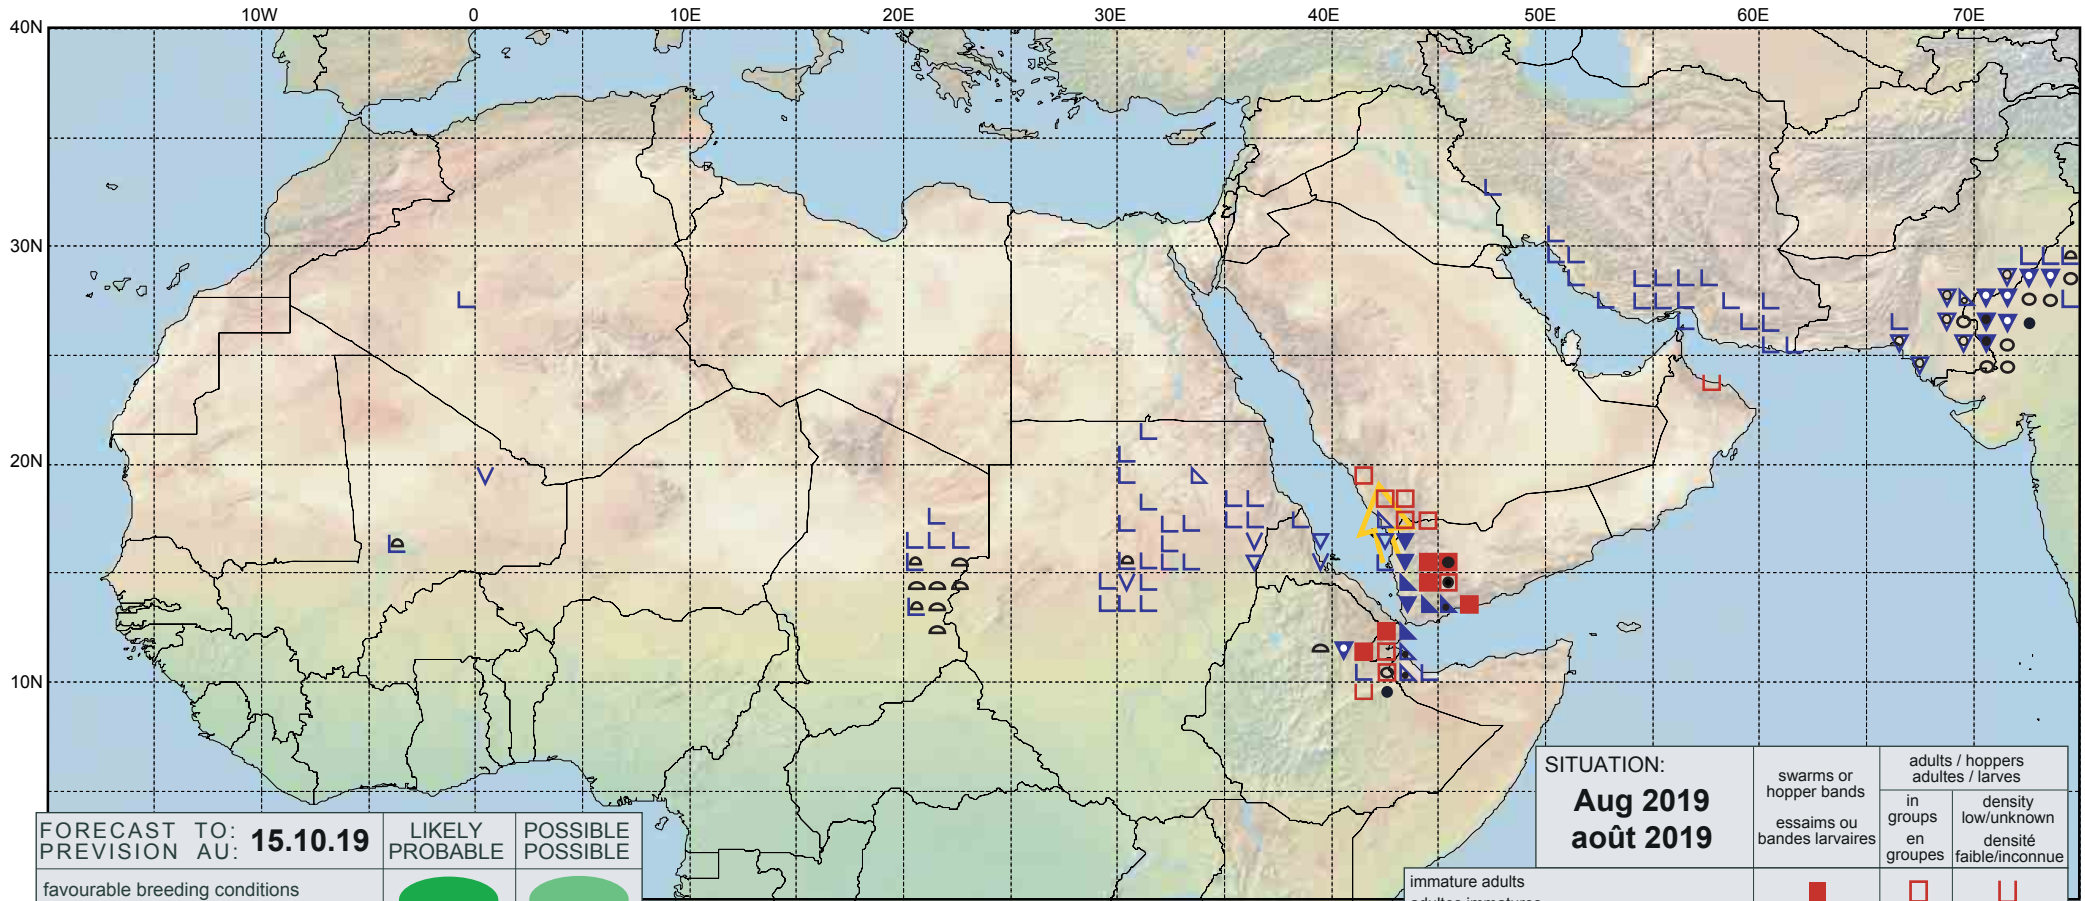 10W 0 10E 20E 30E 40E 50E 60E 70E
40N
30N
20N
10N
FORECAST TO:
PREVISION AU:
15.10.19
LIKELY
PROBABLE
POSSIBLE
POSSIBLE
favourable breeding conditions
SITUATION:
Aug 2019
août 2019
swarms or
hopper bands
essaims ou
bandes larvaires
adults / hoppers
adultes / larves
in
groups
en
groupes
density
low/unknown
densité
faible/inconnue
immature adults
adultes immatures